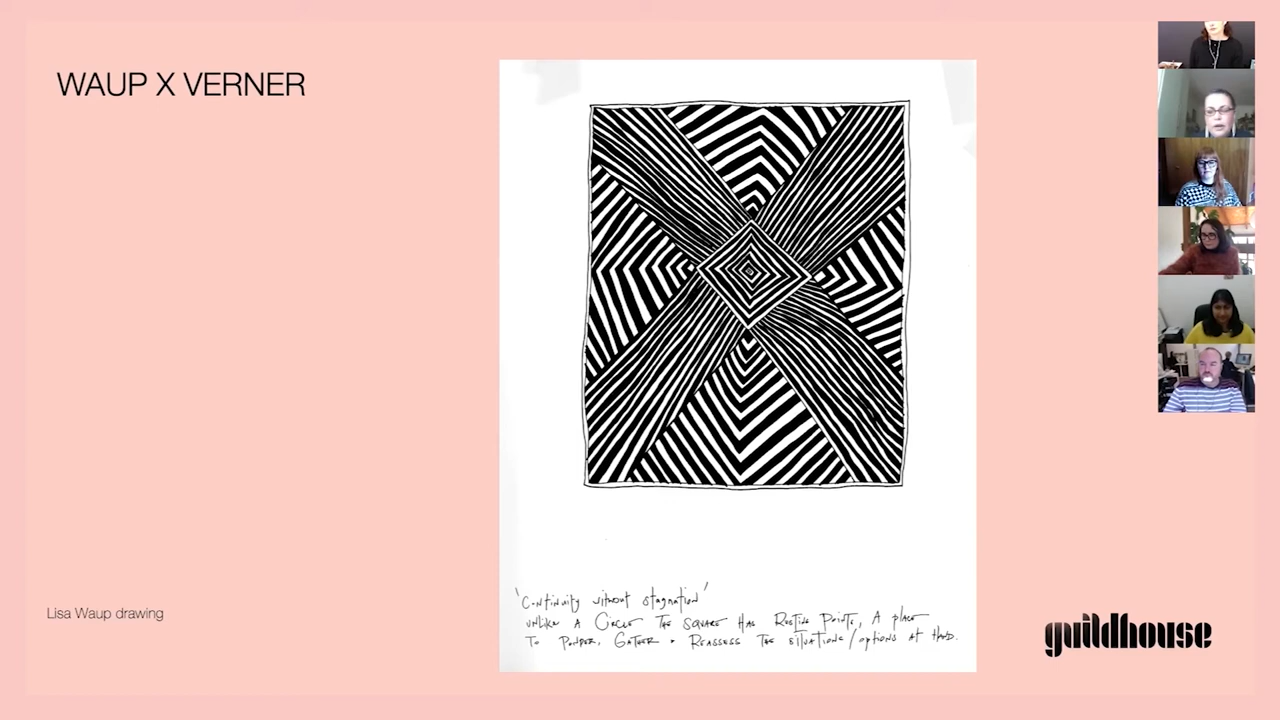 WAUP X VERNER
'Continuity without stagnation'
UNLIKE A CIRCLE THE SQUARE HAS RESTING POINTS, A PLACE
TO PONDER, GATHER + REASSESS THE SITUATIONS/OPTIONS AT HAND.
Lisa Waup drawing
guildhouse